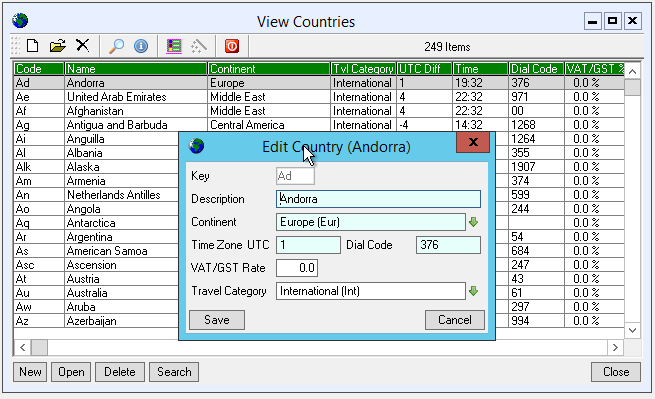 View Countries
249 Items
Code Name Continent Tvl Category UTC Diff Time Dial Code VAT/GST %
Ad Andorra Europe International 1 19:32 376 0.0 %
Ae United Arab Emirates Middle East International 4 22:32 971 0.0 %
Af Afghanistan Middle East International 4 22:32 00 0.0 %
Ag Antigua and Barbuda Central America International -4 14:32 1268 0.0 %
Ai Anguilla 1264 0.0 %
Al Albania 355 0.0 %
Alk Alaska 1907 0.0 %
Am Armenia 374 0.0 %
An Netherlands Antilles 599 0.0 %
Ao Angola 244 0.0 %
Aq Antarctica 0.0 %
Ar Argentina 54 0.0 %
As American Samoa 684 0.0 %
Asc Ascension 247 0.0 %
At Austria 43 0.0 %
Au Australia 61 0.0 %
Aw Aruba 297 0.0 %
Az Azerbaijan 994 0.0 %
Edit Country (Andorra)
Key Ad
Description Andorra
Continent Europe (Eur)
Time Zone UTC 1 Dial Code 376
VAT/GST Rate 0.0
Travel Category International (Int)
Save Cancel
New Open Delete Search Close